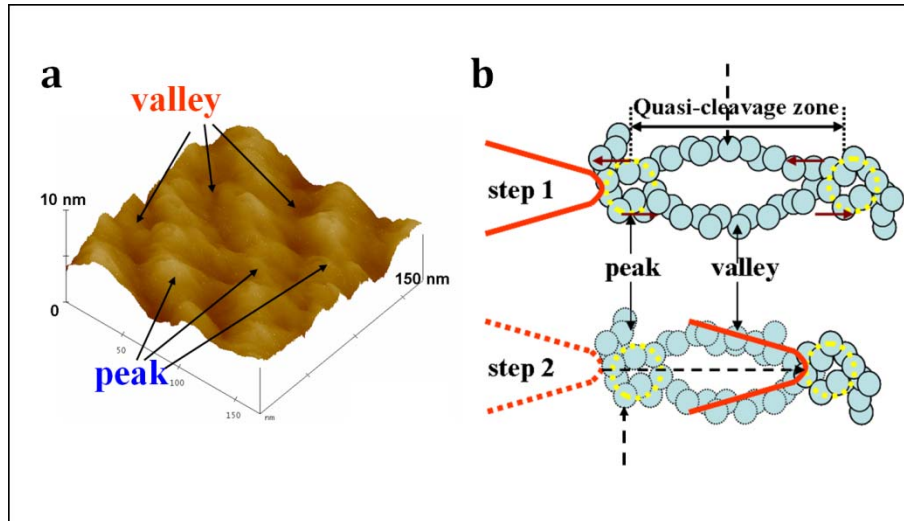 a
valley
10 nm
0
50
100
150
nm
150 nm
peak
b
Quasi-cleavage zone
step 1
peak
valley
step 2